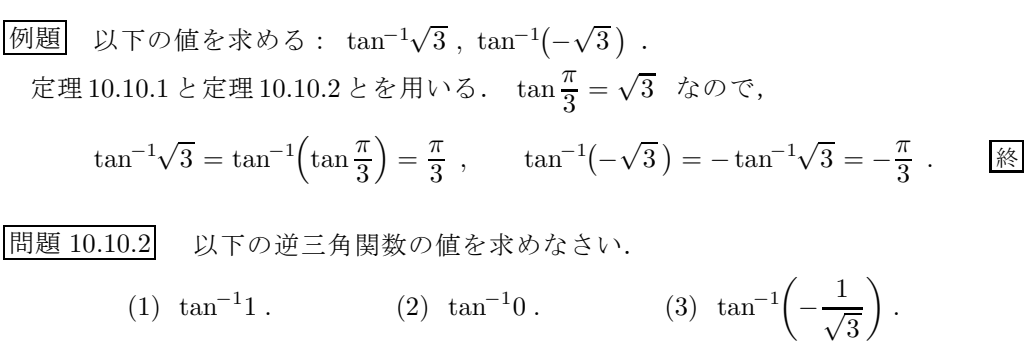 例題 以下の値を求める： tan⁻¹√3 , tan⁻¹(−√3) .
定理 10.10.1 と定理 10.10.2 とを用いる． tan π/3 = √3 なので，
tan⁻¹√3 = tan⁻¹(tan π/3) = π/3 , tan⁻¹(−√3) = − tan⁻¹√3 = −π/3 . 終
問題 10.10.2 以下の逆三角関数の値を求めなさい．
(1) tan⁻¹1 . (2) tan⁻¹0 . (3) tan⁻¹(−1/√3) .